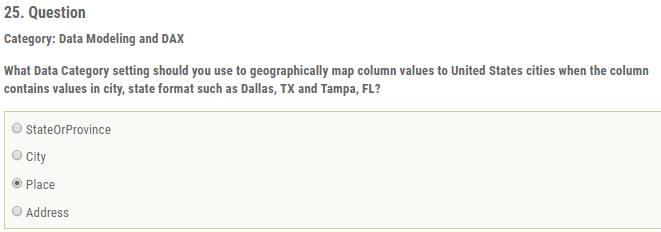 25. Question
Category: Data Modeling and DAX
What Data Category setting should you use to geographically map column values to United States cities when the column
contains values in city, state format such as Dallas, TX and Tampa, FL?
StateOrProvince
City
Place
Address